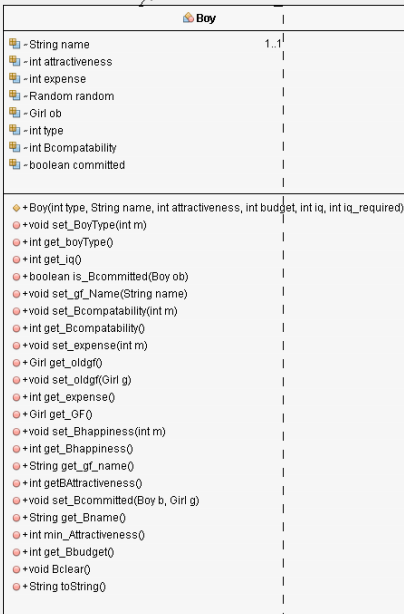 Boy
~String name
1..1
~int attractiveness
~int expense
~Random random
~Girl ob
~int type
~int Bcompatability
~boolean committed
+Boy(int type, String name, int attractiveness, int budget, int iq, int iq_required)
+void set_BoyType(int m)
+int get_boyType()
+int get_iq()
+boolean is_Bcommitted(Boy ob)
+void set_gf_Name(String name)
+void set_Bcompatability(int m)
+int get_Bcompatability()
+void set_expense(int m)
+Girl get_oldgf()
+void set_oldgf(Girl g)
+int get_expense()
+Girl get_GF()
+void set_Bhappiness(int m)
+int get_Bhappiness()
+String get_gf_name()
+int getBAttractiveness()
+void set_Bcommitted(Boy b, Girl g)
+String get_Bname()
+int min_Attractiveness()
+int get_Bbudget()
+void Bclear()
+String toString()